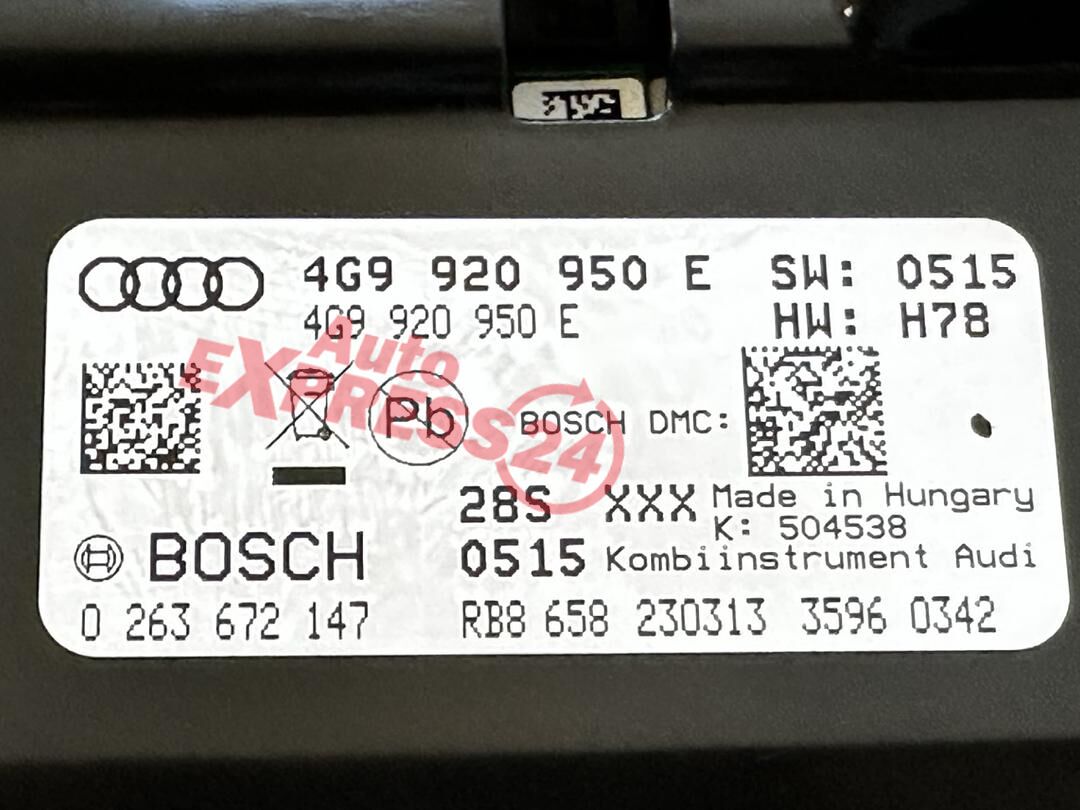 4G9 920 950 E SW: 0515
4G9 920 950 E HW: H78
Auto
EXPRESS24
Pb BOSCH DMC:
28S XXX Made in Hungary
K: 504538
BOSCH 0515 Kombiinstrument Audi
0 263 672 147 RB8 658 230313 3596 0342